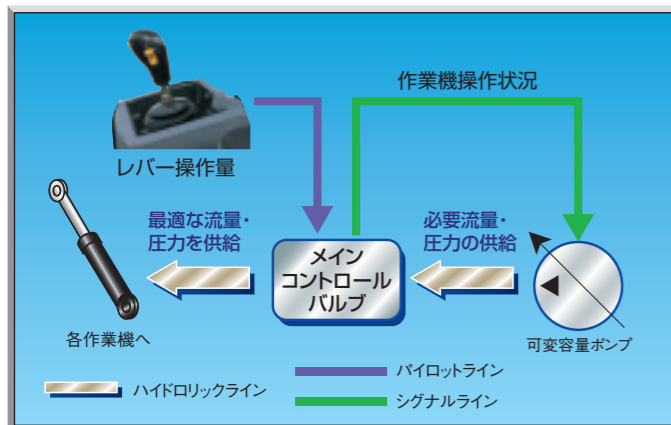 作業機操作状況
レバー操作量
最適な流量・
圧力を供給
必要流量・
圧力の供給
メイン
コントロール
バルブ
各作業機へ
可変容量ポンプ
ハイドロリックライン
パイロットライン
シグナルライン